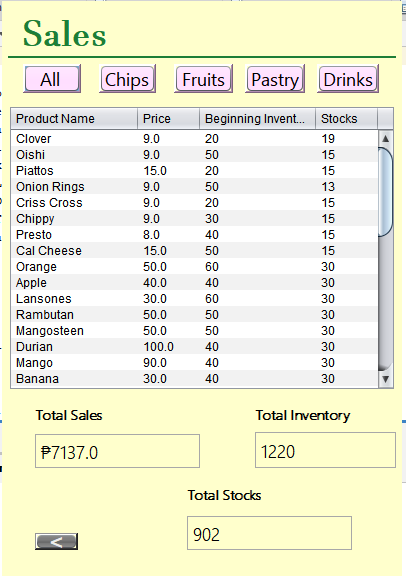 Sales
All Chips Fruits Pastry Drinks
Product Name Price Beginning Invent... Stocks
Clover 9.0 20 19
Oishi 9.0 50 15
Piattos 15.0 20 15
Onion Rings 9.0 50 13
Criss Cross 9.0 20 15
Chippy 9.0 30 15
Presto 8.0 40 15
Cal Cheese 15.0 50 15
Orange 50.0 60 30
Apple 40.0 40 30
Lansones 30.0 60 30
Rambutan 50.0 50 30
Mangosteen 50.0 50 30
Durian 100.0 40 30
Mango 90.0 40 30
Banana 30.0 40 30
Total Sales Total Inventory
₱7137.0 1220
Total Stocks
902
<